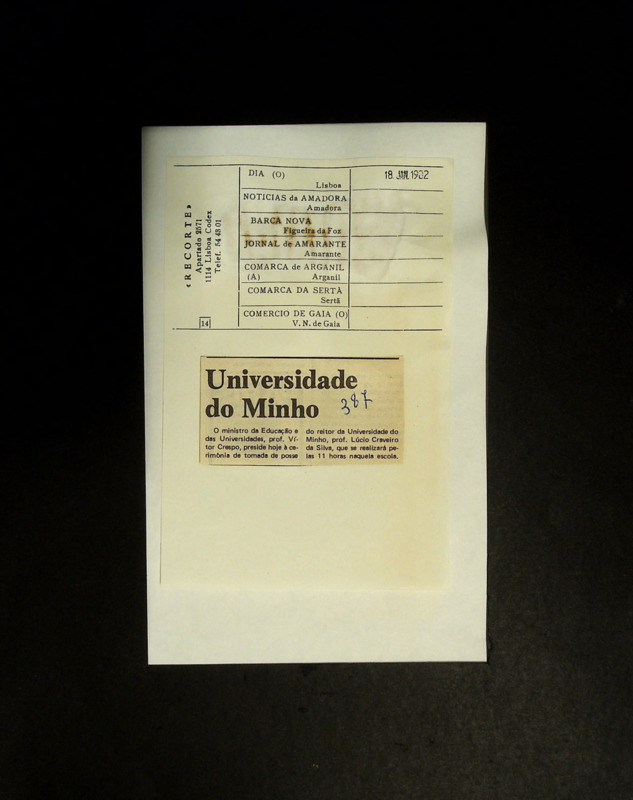 « R E C O R T E »
Apartado 2571
1114 Lisboa Codex
Telef. 54 48 01
14
DIA (O)
Lisboa
18. JAN. 1982
NOTICIAS da AMADORA
Amadora
BARCA NOVA
Figueira da Foz
JORNAL de AMARANTE
Amarante
COMARCA de ARGANIL
(A) Arganil
COMARCA DA SERTÃ
Sertã
COMERCIO DE GAIA (O)
V. N. de Gaia
Universidade
do Minho
387
O ministro da Educação e
das Universidades, prof. Ví-
tor Crespo, preside hoje à ce-
rimónia de tomada de posse
do reitor da Universidade do
Minho, prof. Lúcio Craveiro
da Silva, que se realizará pe-
las 11 horas naquela escola.